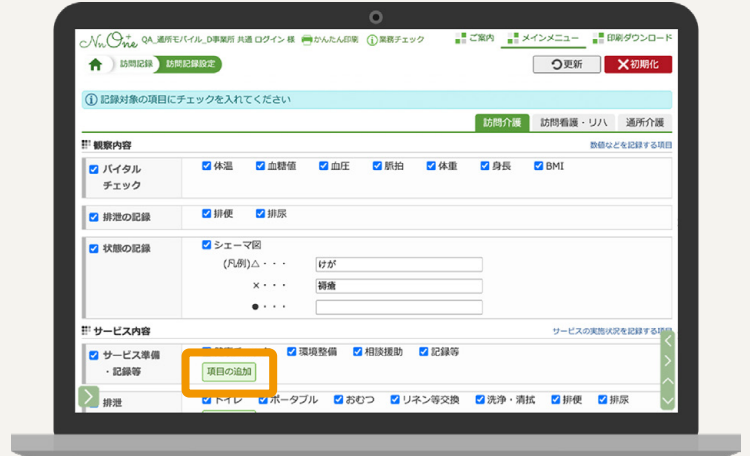 NnOne QA_通所モバイル_D事業所 共通 ログイン 様 かんたん印刷 業務チェック ご案内 メインメニュー 印刷ダウンロード
訪問記録 訪問記録設定 更新 初期化
記録対象の項目にチェックを入れてください
訪問介護 訪問看護・リハ 通所介護
観察内容 数値などを記録する項目
バイタル チェック 体温 血糖値 血圧 脈拍 体重 身長 BMI
排泄の記録 排便 排尿
状態の記録 シェーマ図
(凡例)△・・・ けが
×・・・ 褥瘡
●・・・
サービス内容 サービスの実施状況を記録する項目
サービス準備 ・記録等 環境整備 相談援助 記録等
項目の追加
排泄 トイレ ポータブル おむつ リネン等交換 洗浄・清拭 排便 排尿